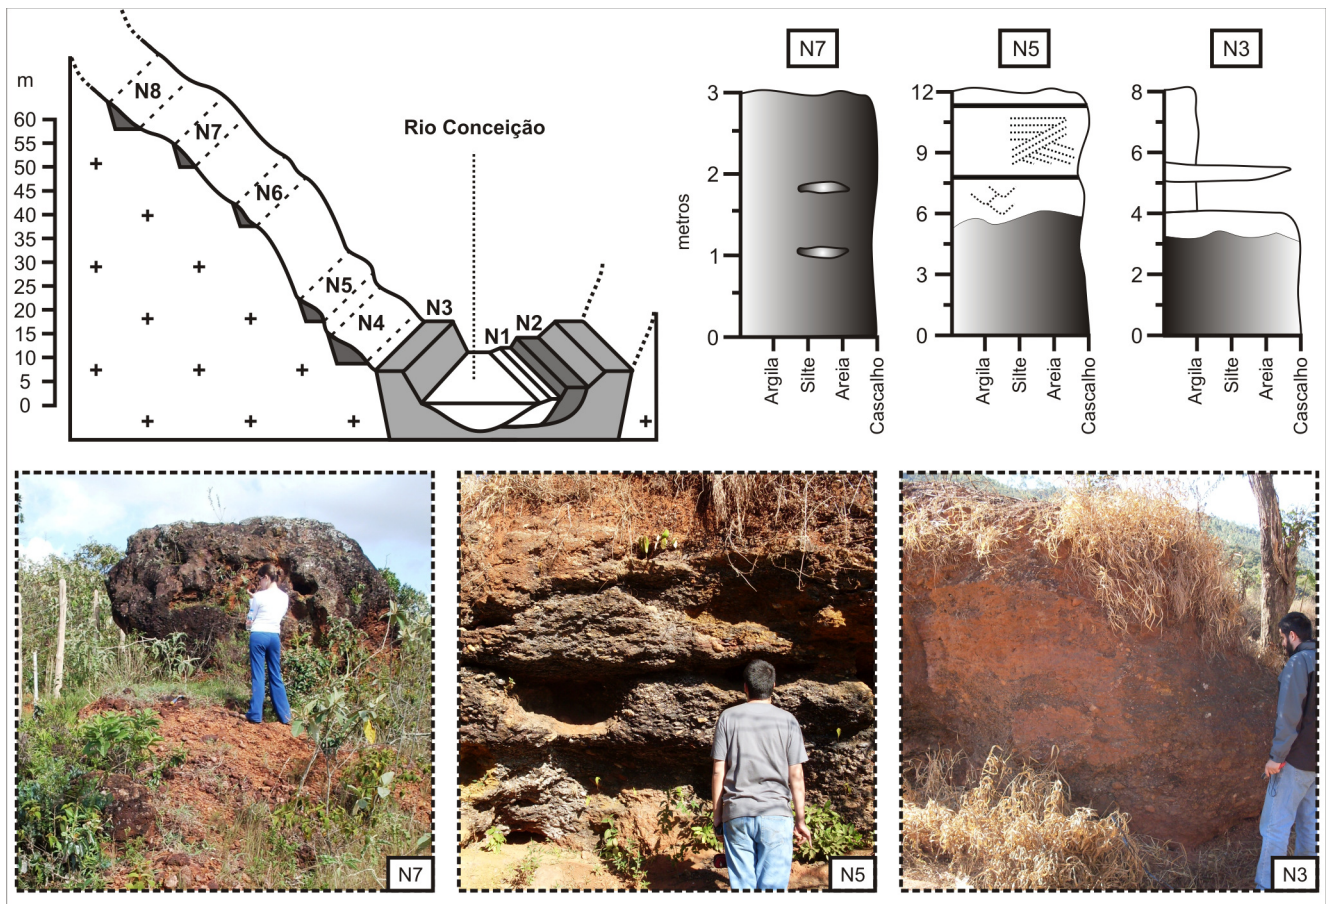 m
60
55
50
45
40
35
30
25
20
15
10
5
0
N8
N7
N6
N5
N4
N3
N1
N2
Rio Conceição
N7
metros
3
2
1
0
Argila
Silte
Areia
Cascalho
N5
12
9
6
3
0
Argila
Silte
Areia
Cascalho
N3
8
6
4
2
0
Argila
Silte
Areia
Cascalho
N7
N5
N3